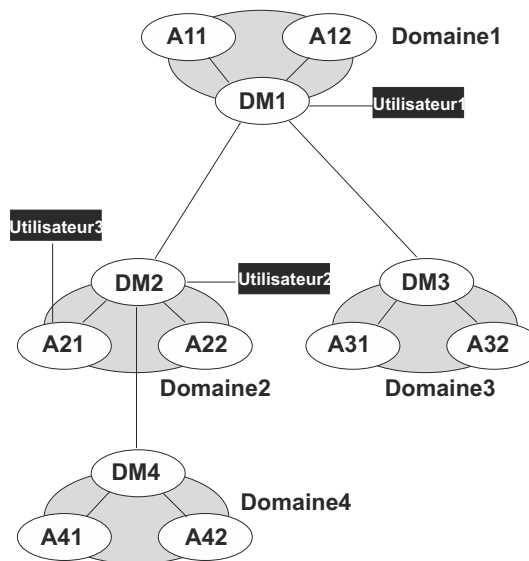 A11
A12
Domaine1
DM1
Utilisateur1
Utilisateur3
DM2
Utilisateur2
DM3
A21
A22
A31
A32
Domaine2
Domaine3
DM4
Domaine4
A41
A42